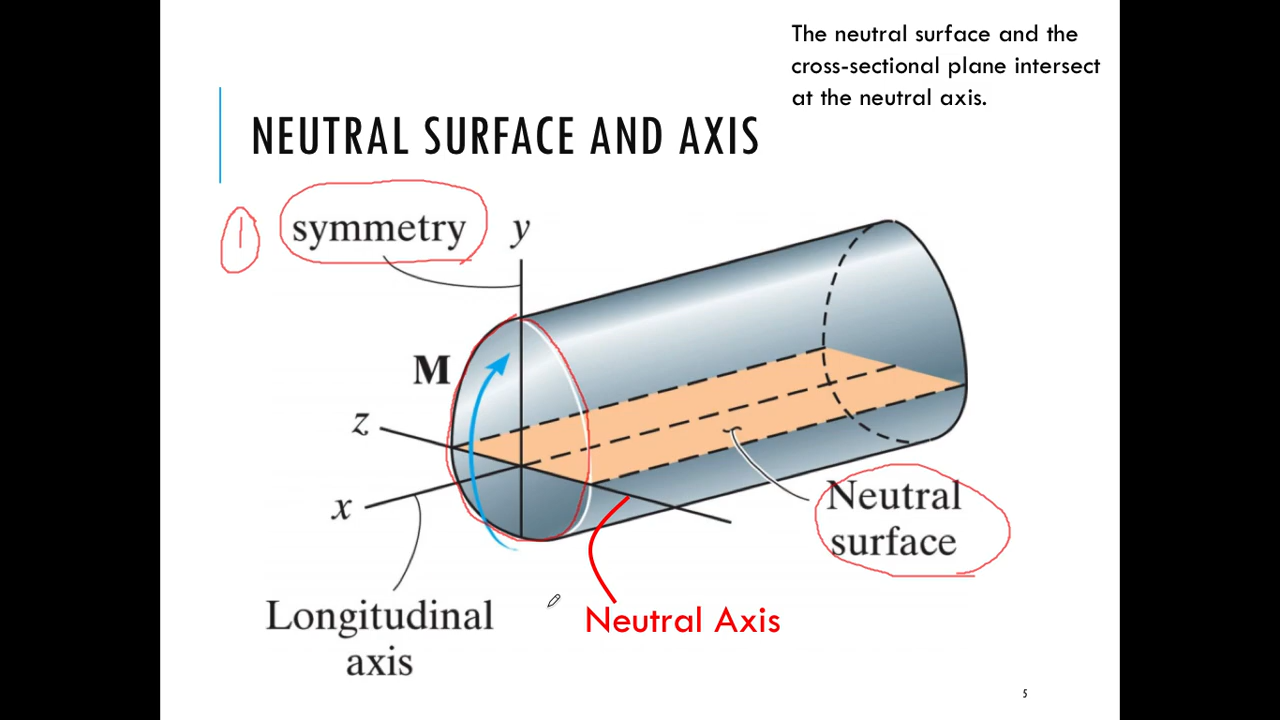 The neutral surface and the
cross-sectional plane intersect
at the neutral axis.
NEUTRAL SURFACE AND AXIS
1
symmetry
y
M
z
x
Neutral
surface
Longitudinal
axis
Neutral Axis
5